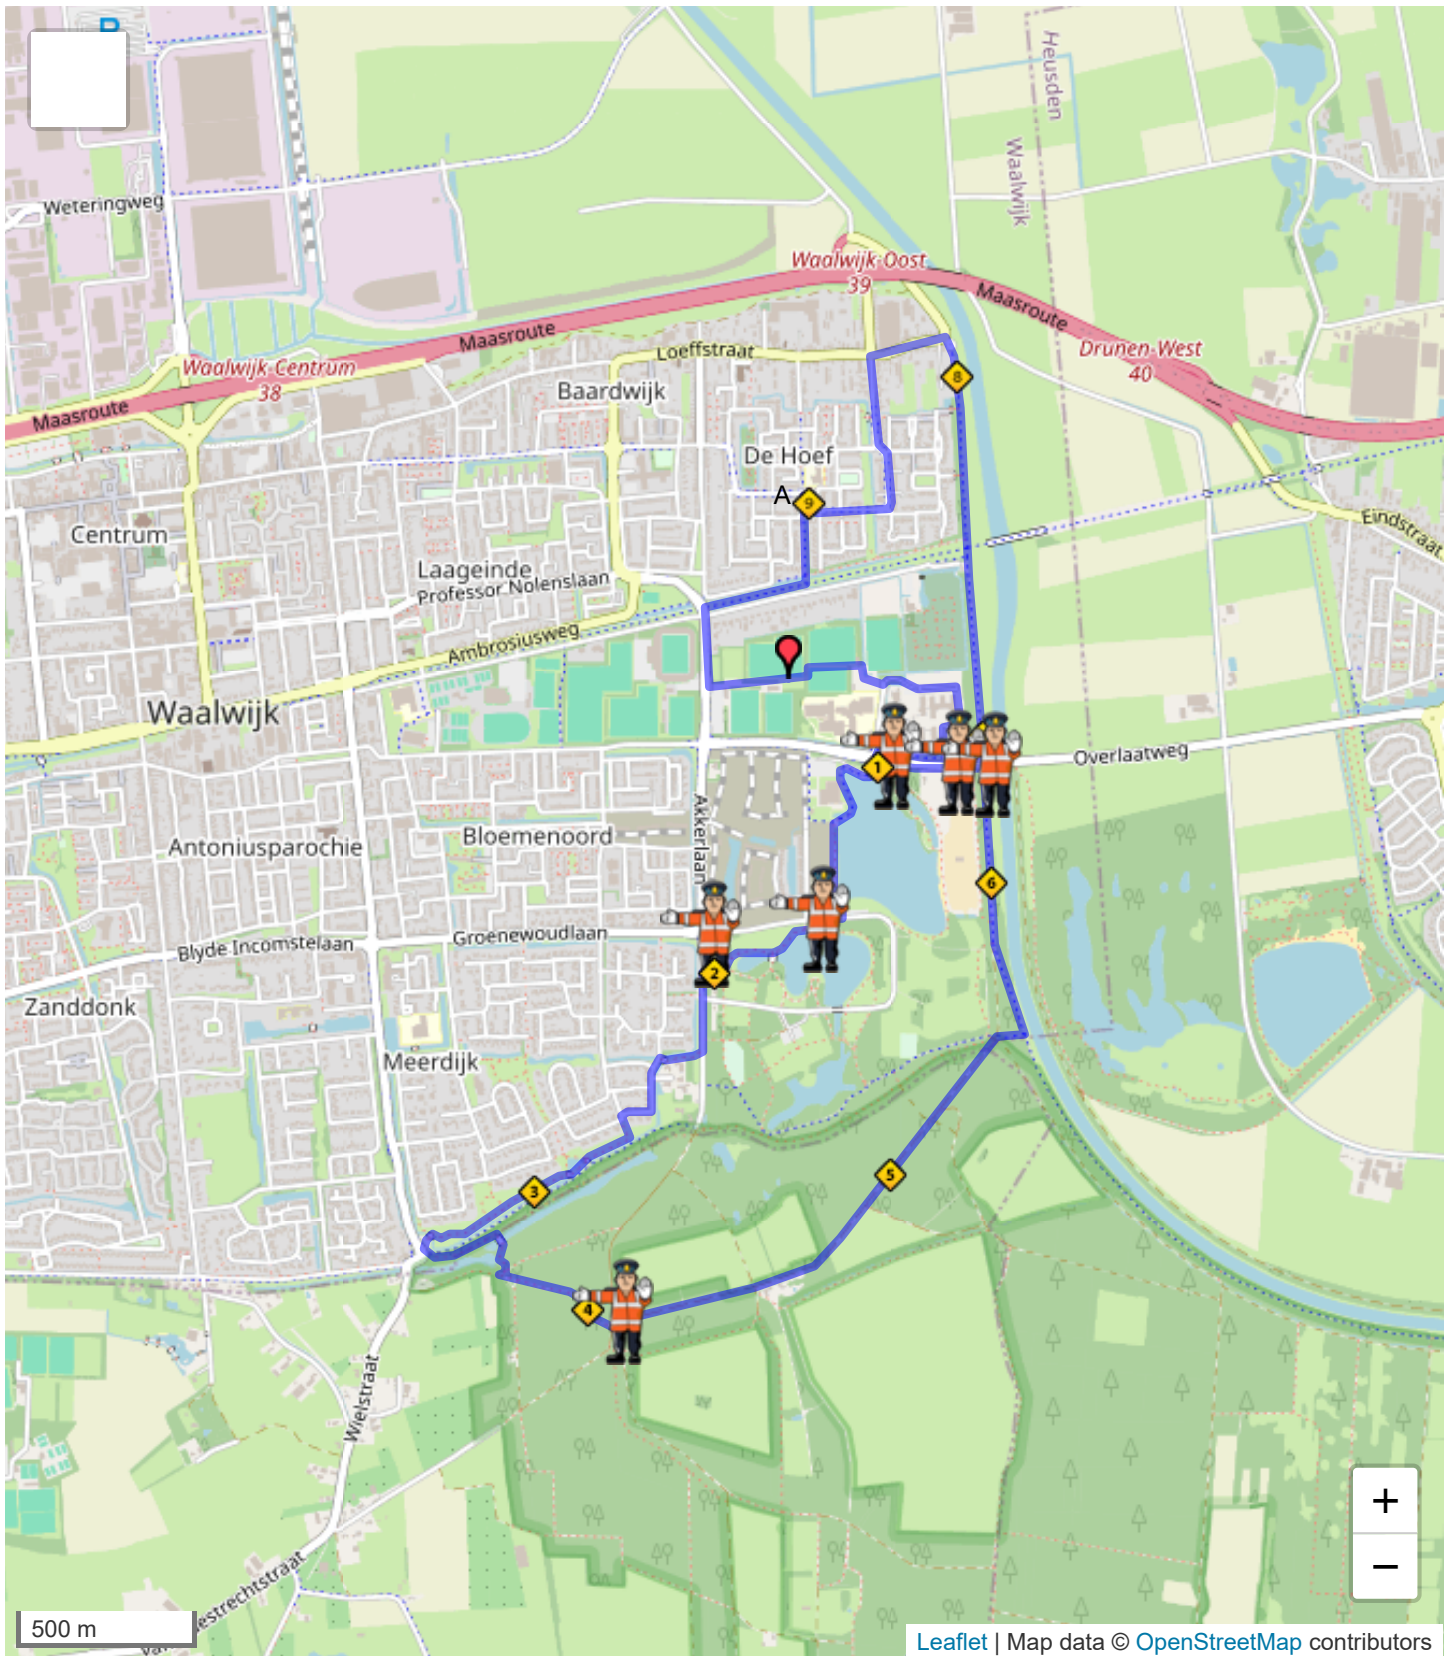 P
Heusden
Waalwijk
Weteringweg
Waalwijk-Oost
39
Maasroute
Maasroute
Loeffstraat
Drunen-West
40
Waalwijk-Centrum
38
Maasroute
Baardwijk
8
De Hoef
A
9
Eindstraat
Centrum
Laageinde
Professor Nolenslaan
Ambrosiusweg
Waalwijk
Overlaatweg
1
Akkerlaan
Bloemenoord
Antoniusparochie
6
Groenewoudlaan
Blyde Incomstelaan
2
Zanddonk
Meerdijk
5
3
4
Wielstraat
500 m
+
−
Leaflet | Map data © OpenStreetMap contributors